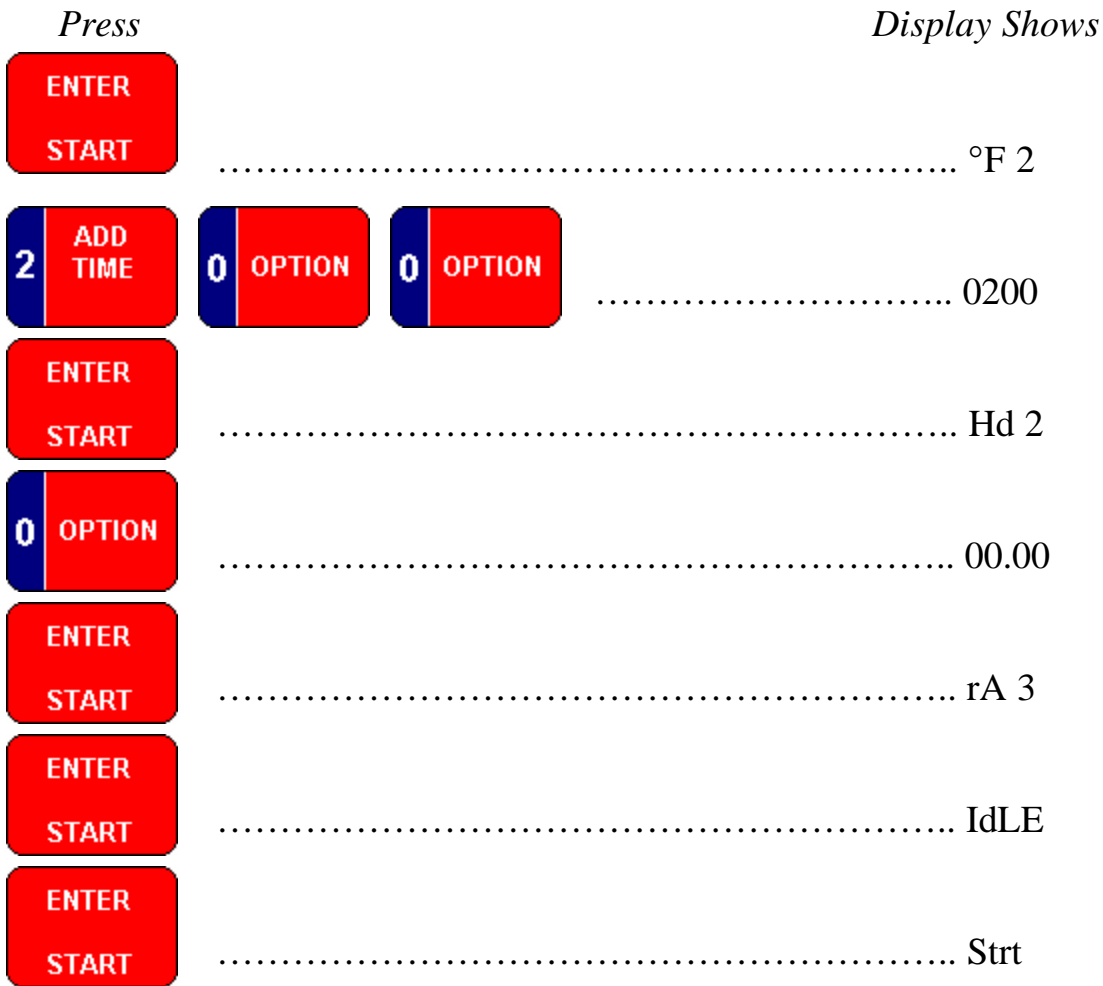 Press Display Shows
ENTER
START ……………………………………………………….. °F 2
2 ADD TIME 0 OPTION 0 OPTION ……………………….. 0200
ENTER
START ……………………………………………………….. Hd 2
0 OPTION ……………………………………………………….. 00.00
ENTER
START ……………………………………………………….. rA 3
ENTER
START ……………………………………………………….. IdLE
ENTER
START ……………………………………………………….. Strt